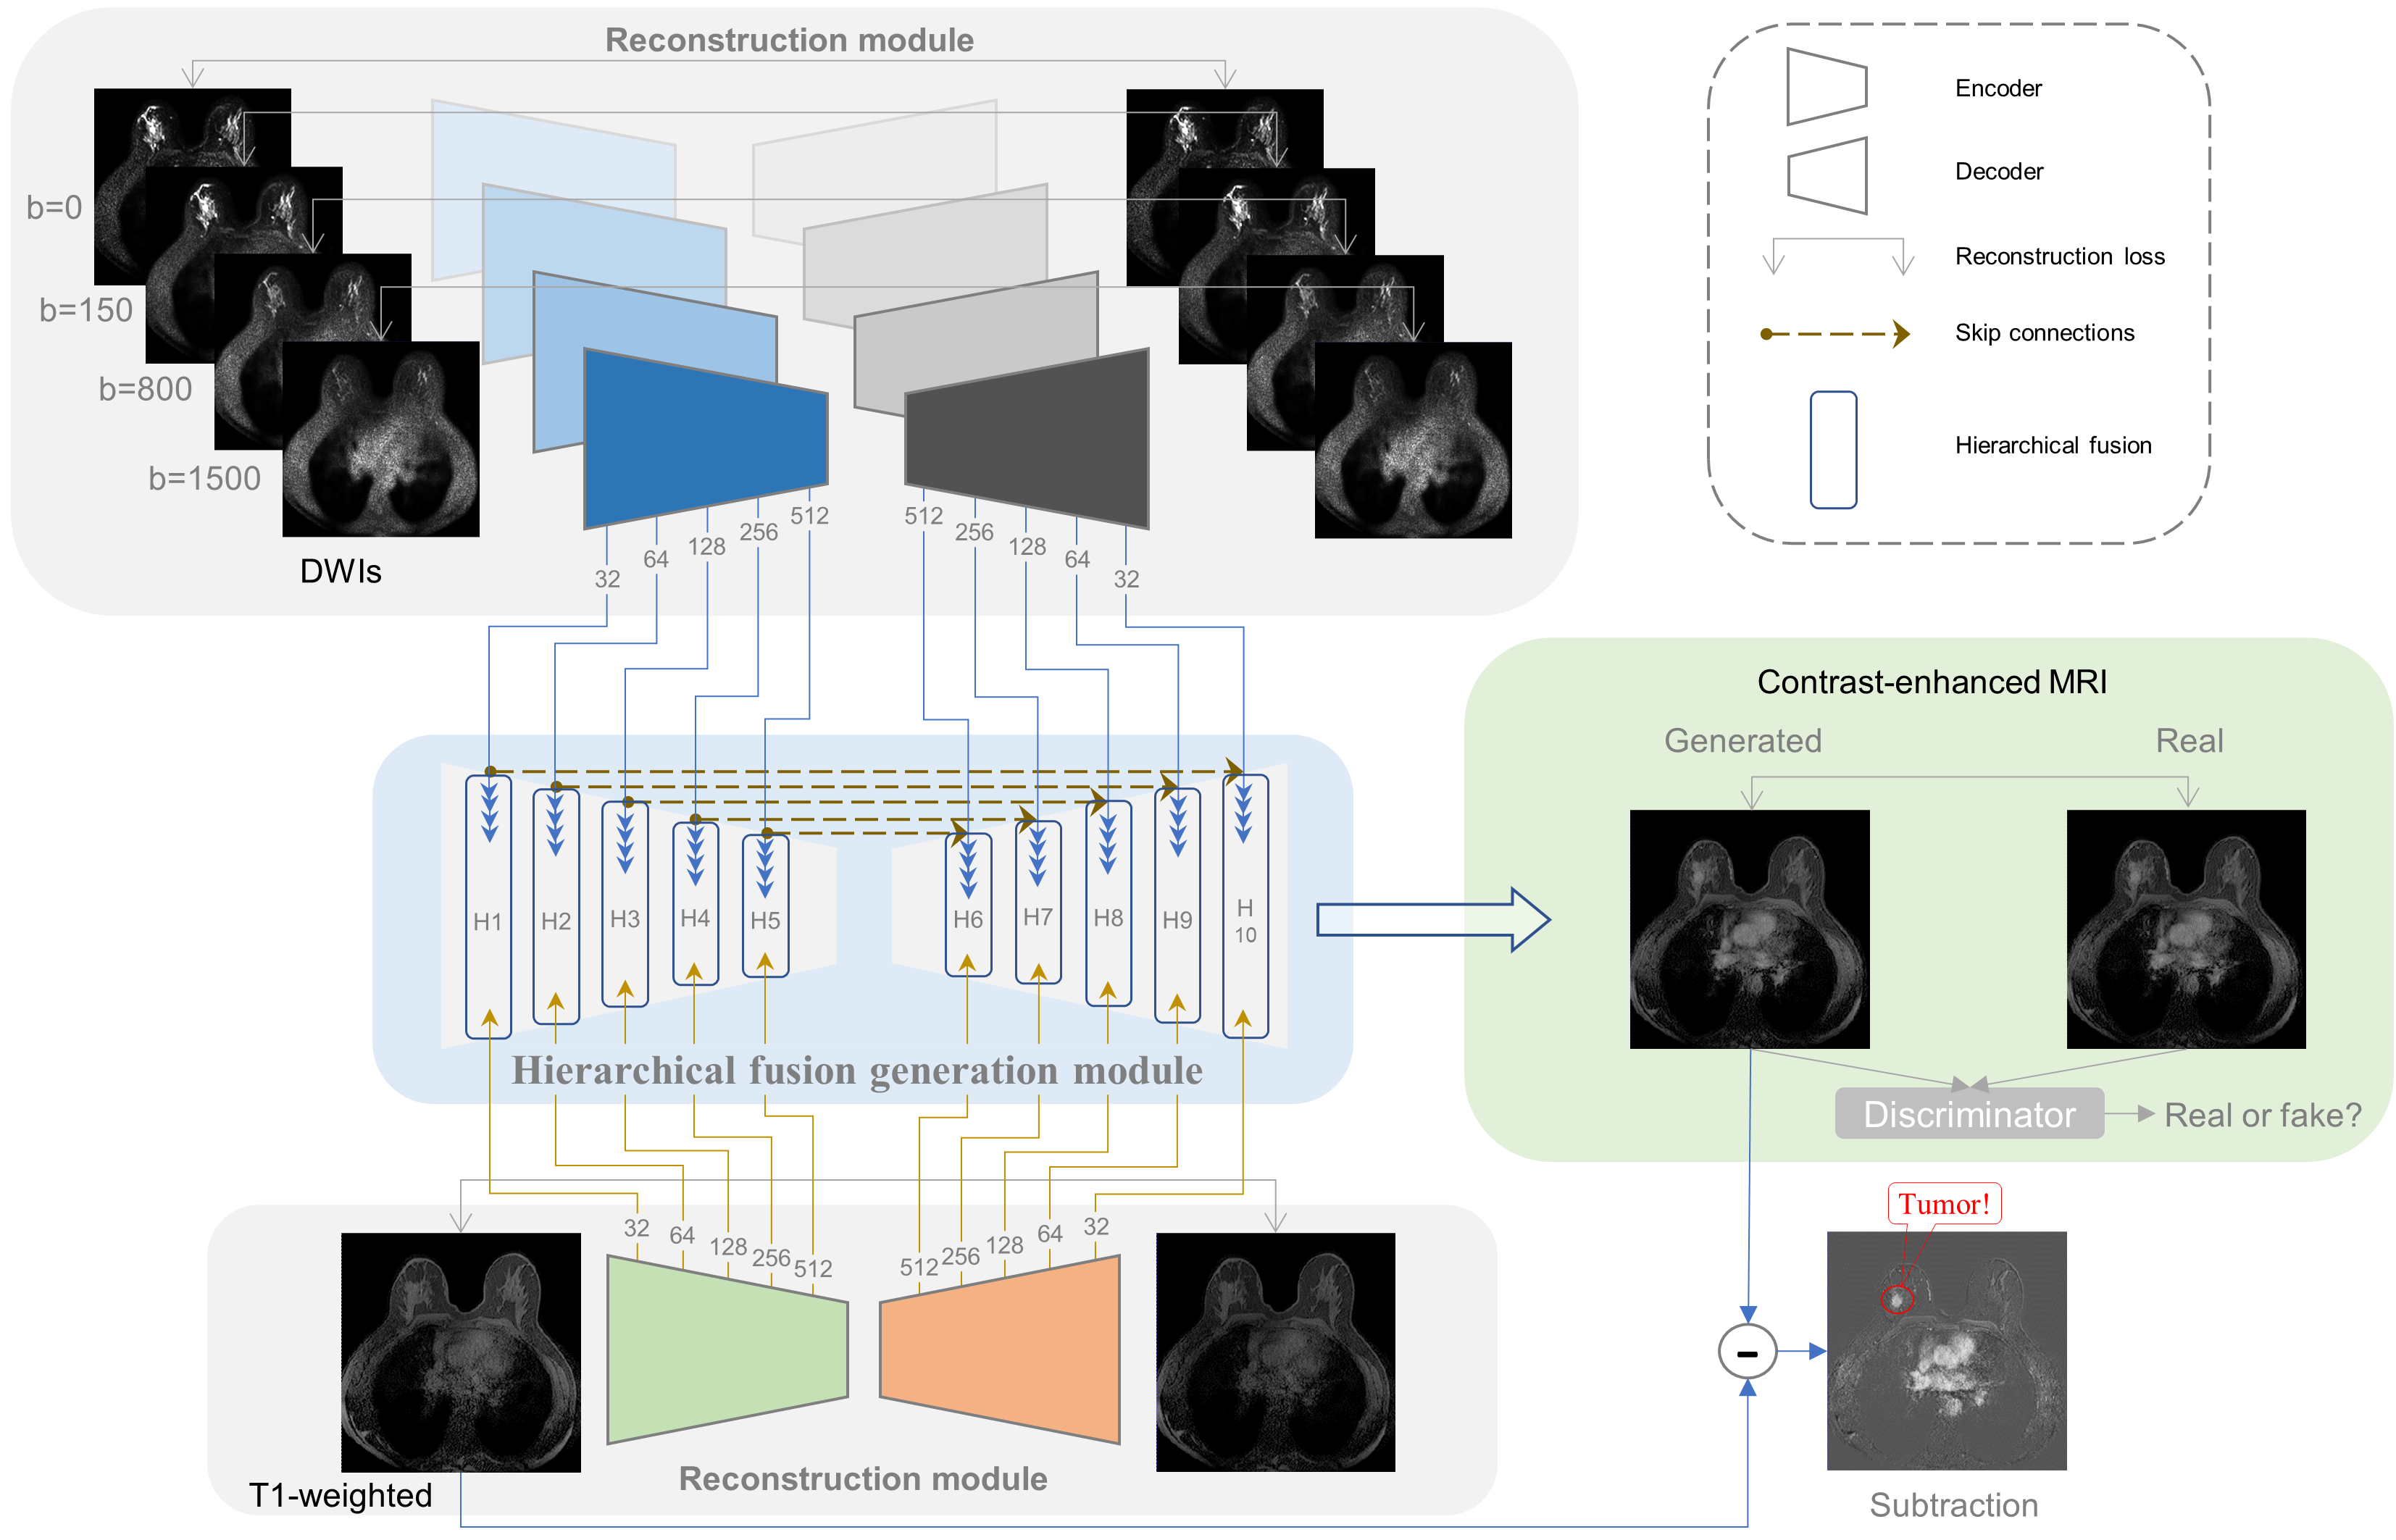 Reconstruction module
b=0
b=150
b=800
b=1500
DWIs
32
64
128
256
512
512
256
128
64
32
Encoder
Decoder
Reconstruction loss
Skip connections
Hierarchical fusion
H1
H2
H3
H4
H5
H6
H7
H8
H9
H
10
Hierarchical fusion generation module
Contrast-enhanced MRI
Generated
Real
Discriminator
Real or fake?
32
64
128
256
512
512
256
128
64
32
T1-weighted
Reconstruction module
-
Tumor!
Subtraction